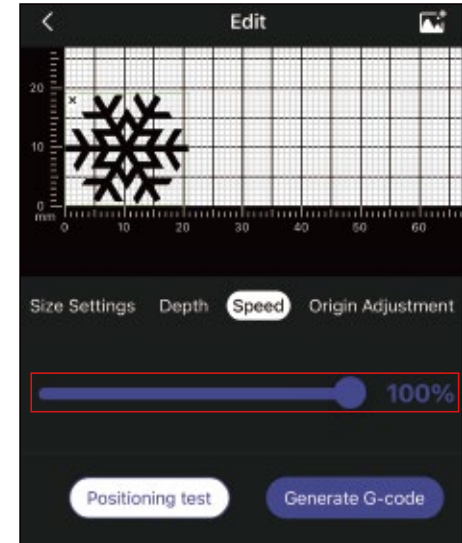 Edit
20
10
0
mm
0 10 20 30 40 50 60
Size Settings Depth Speed Origin Adjustment
100%
Positioning test Generate G-code